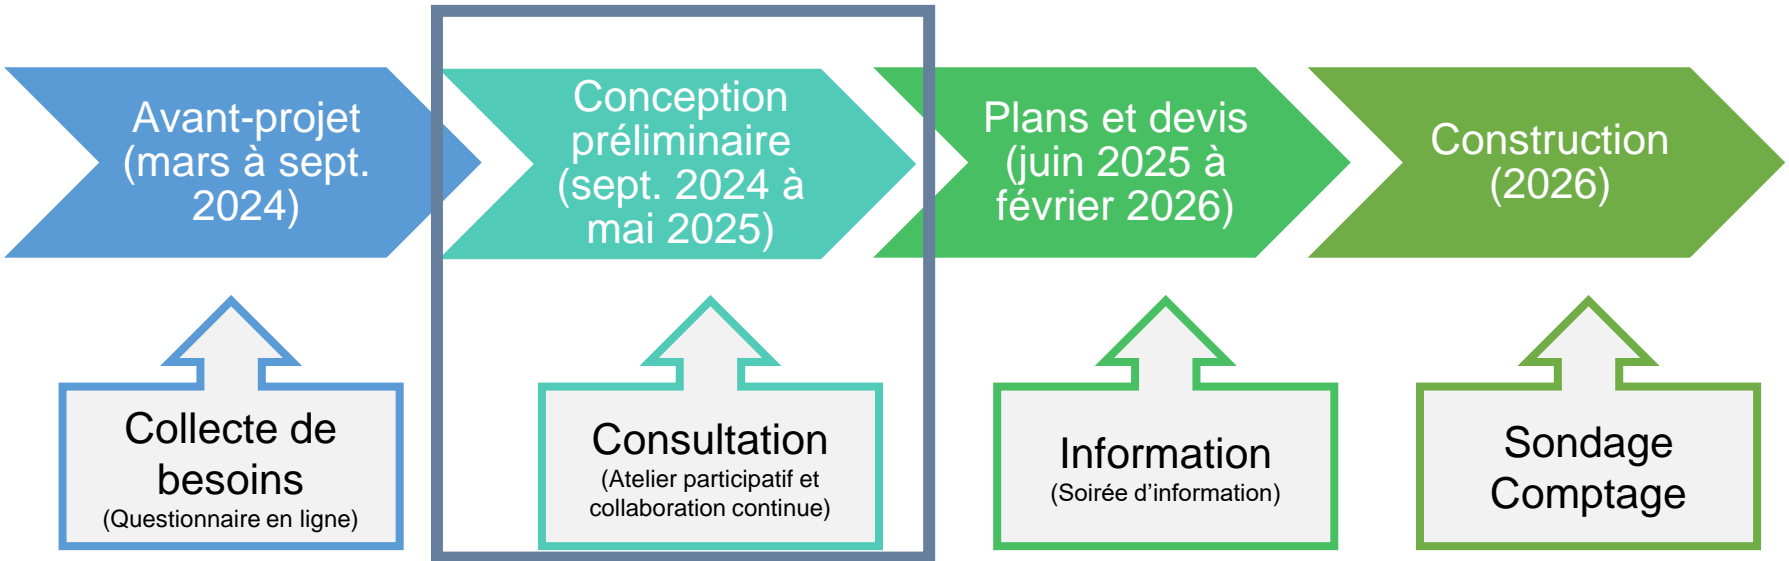 Avant-projet
(mars à sept.
2024)
Conception
préliminaire
(sept. 2024 à
mai 2025)
Plans et devis
(juin 2025 à
février 2026)
Construction
(2026)
Collecte de
besoins
(Questionnaire en ligne)
Consultation
(Atelier participatif et
collaboration continue)
Information
(Soirée d’information)
Sondage
Comptage